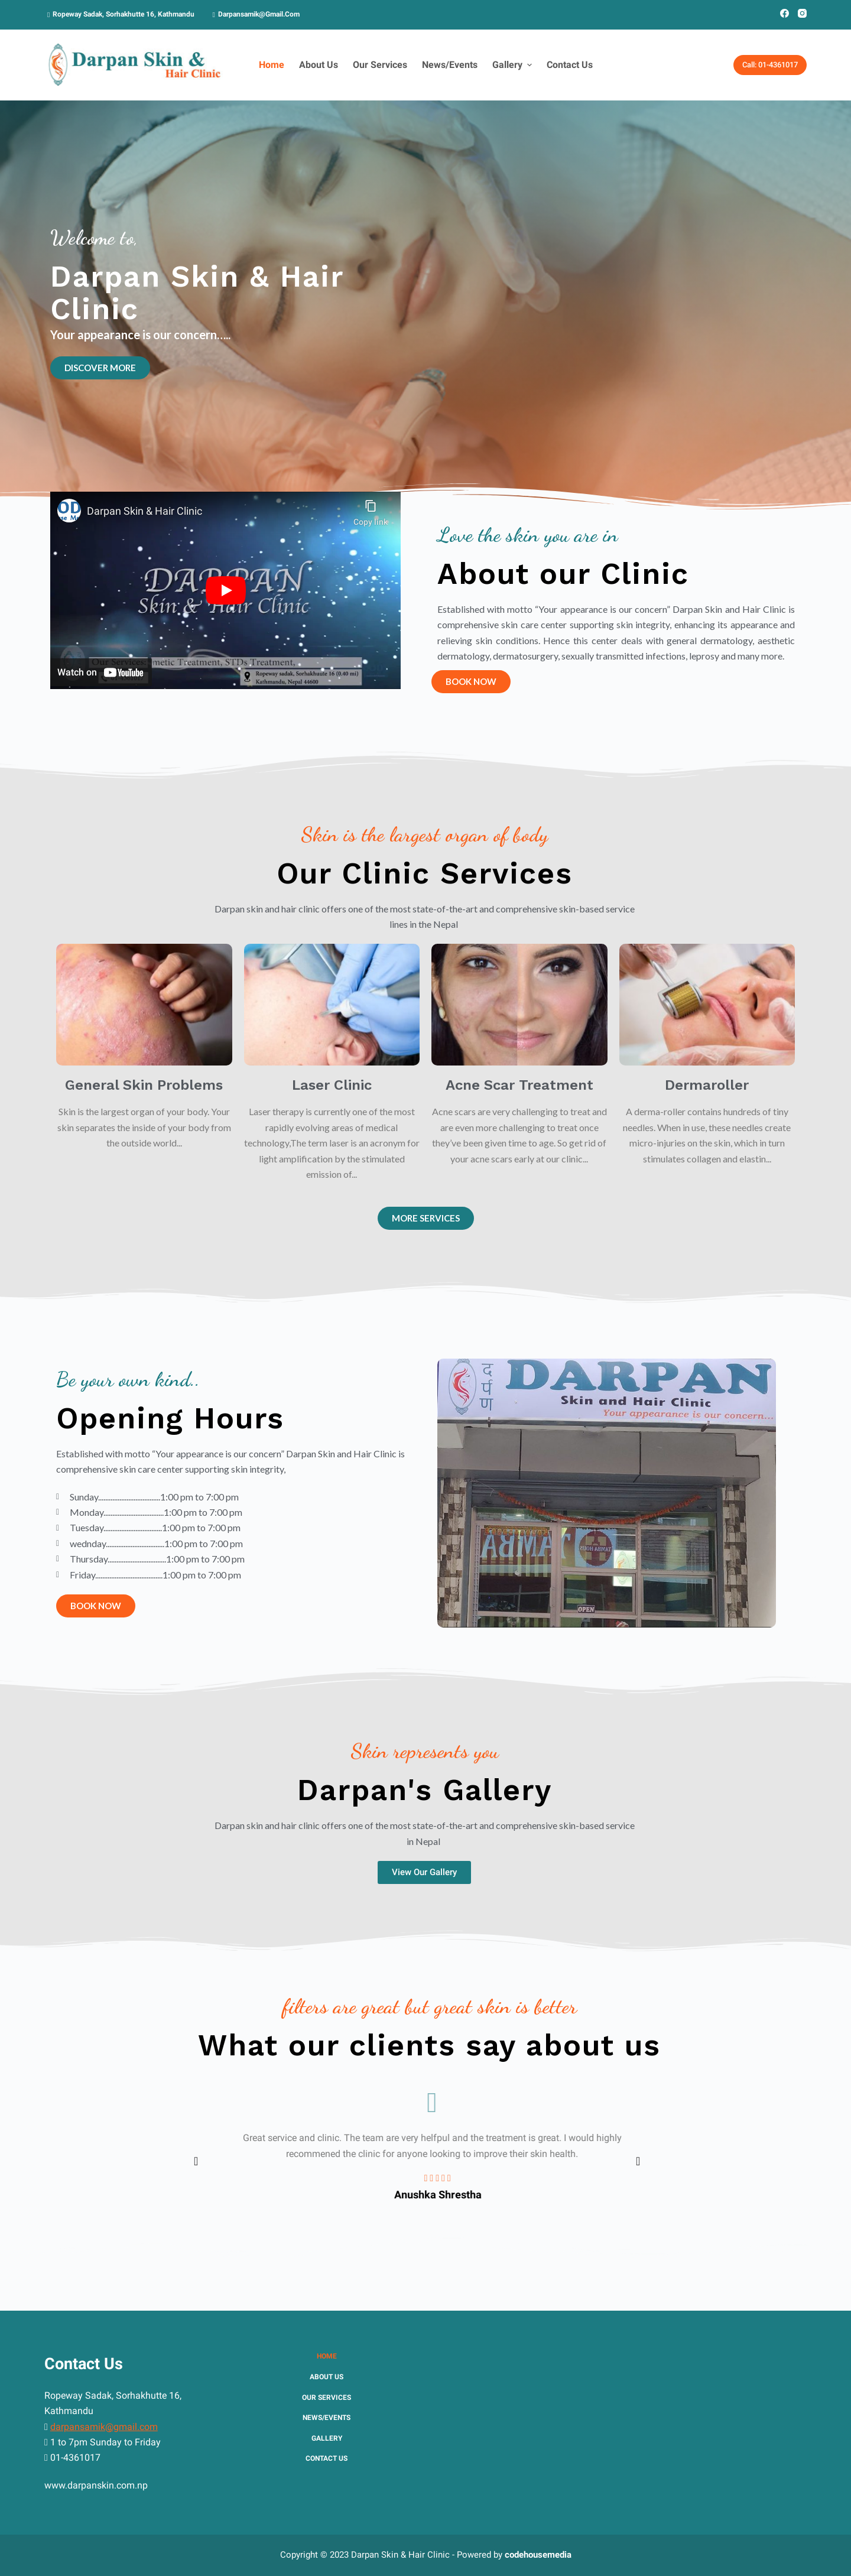 Ropeway Sadak, Sorhakhutte 16, Kathmandu
Darpansamik@Gmail.Com
Darpan Skin &
Hair Clinic
Home
About Us
Our Services
News/Events
Gallery
Contact Us
Call: 01-4361017
Welcome to,
Darpan Skin & Hair
Clinic
Your appearance is our concern…..
DISCOVER MORE
Darpan Skin & Hair Clinic
Copy link
DARPAN
Skin & Hair Clinic
Ropeway sadak, Sorhakhutte 16 (0.40 mi)
Kathmandu, Nepal 44600
Watch on YouTube
Love the skin you are in
About our Clinic
Established with motto “Your appearance is our concern” Darpan Skin and Hair Clinic is
comprehensive skin care center supporting skin integrity, enhancing its appearance and
relieving skin conditions. Hence this center deals with general dermatology, aesthetic
dermatology, dermatosurgery, sexually transmitted infections, leprosy and many more.
BOOK NOW
Skin is the largest organ of body
Our Clinic Services
Darpan skin and hair clinic offers one of the most state-of-the-art and comprehensive skin-based service
lines in the Nepal
General Skin Problems
Skin is the largest organ of your body. Your
skin separates the inside of your body from
the outside world...
Laser Clinic
Laser therapy is currently one of the most
rapidly evolving areas of medical
technology,The term laser is an acronym for
light amplification by the stimulated
emission of...
Acne Scar Treatment
Acne scars are very challenging to treat and
are even more challenging to treat once
they’ve been given time to age. So get rid of
your acne scars early at our clinic...
Dermaroller
A derma-roller contains hundreds of tiny
needles. When in use, these needles create
micro-injuries on the skin, which in turn
stimulates collagen and elastin...
MORE SERVICES
Be your own kind..
Opening Hours
Established with motto “Your appearance is our concern” Darpan Skin and Hair Clinic is
comprehensive skin care center supporting skin integrity,
Sunday..................................1:00 pm to 7:00 pm
Monday.................................1:00 pm to 7:00 pm
Tuesday................................1:00 pm to 7:00 pm
wednday................................1:00 pm to 7:00 pm
Thursday................................1:00 pm to 7:00 pm
Friday.....................................1:00 pm to 7:00 pm
BOOK NOW
दर्पण
DARPAN
Skin and Hair Clinic
Your appearance is our concern...
OPEN
Skin represents you
Darpan's Gallery
Darpan skin and hair clinic offers one of the most state-of-the-art and comprehensive skin-based service
in Nepal
View Our Gallery
filters are great but great skin is better
What our clients say about us
Great service and clinic. The team are very helfpul and the treatment is great. I would highly
recommened the clinic for anyone looking to improve their skin health.
Anushka Shrestha
Contact Us
Ropeway Sadak, Sorhakhutte 16,
Kathmandu
darpansamik@gmail.com
1 to 7pm Sunday to Friday
01-4361017
www.darpanskin.com.np
HOME
ABOUT US
OUR SERVICES
NEWS/EVENTS
GALLERY
CONTACT US
Copyright © 2023 Darpan Skin & Hair Clinic - Powered by codehousemedia